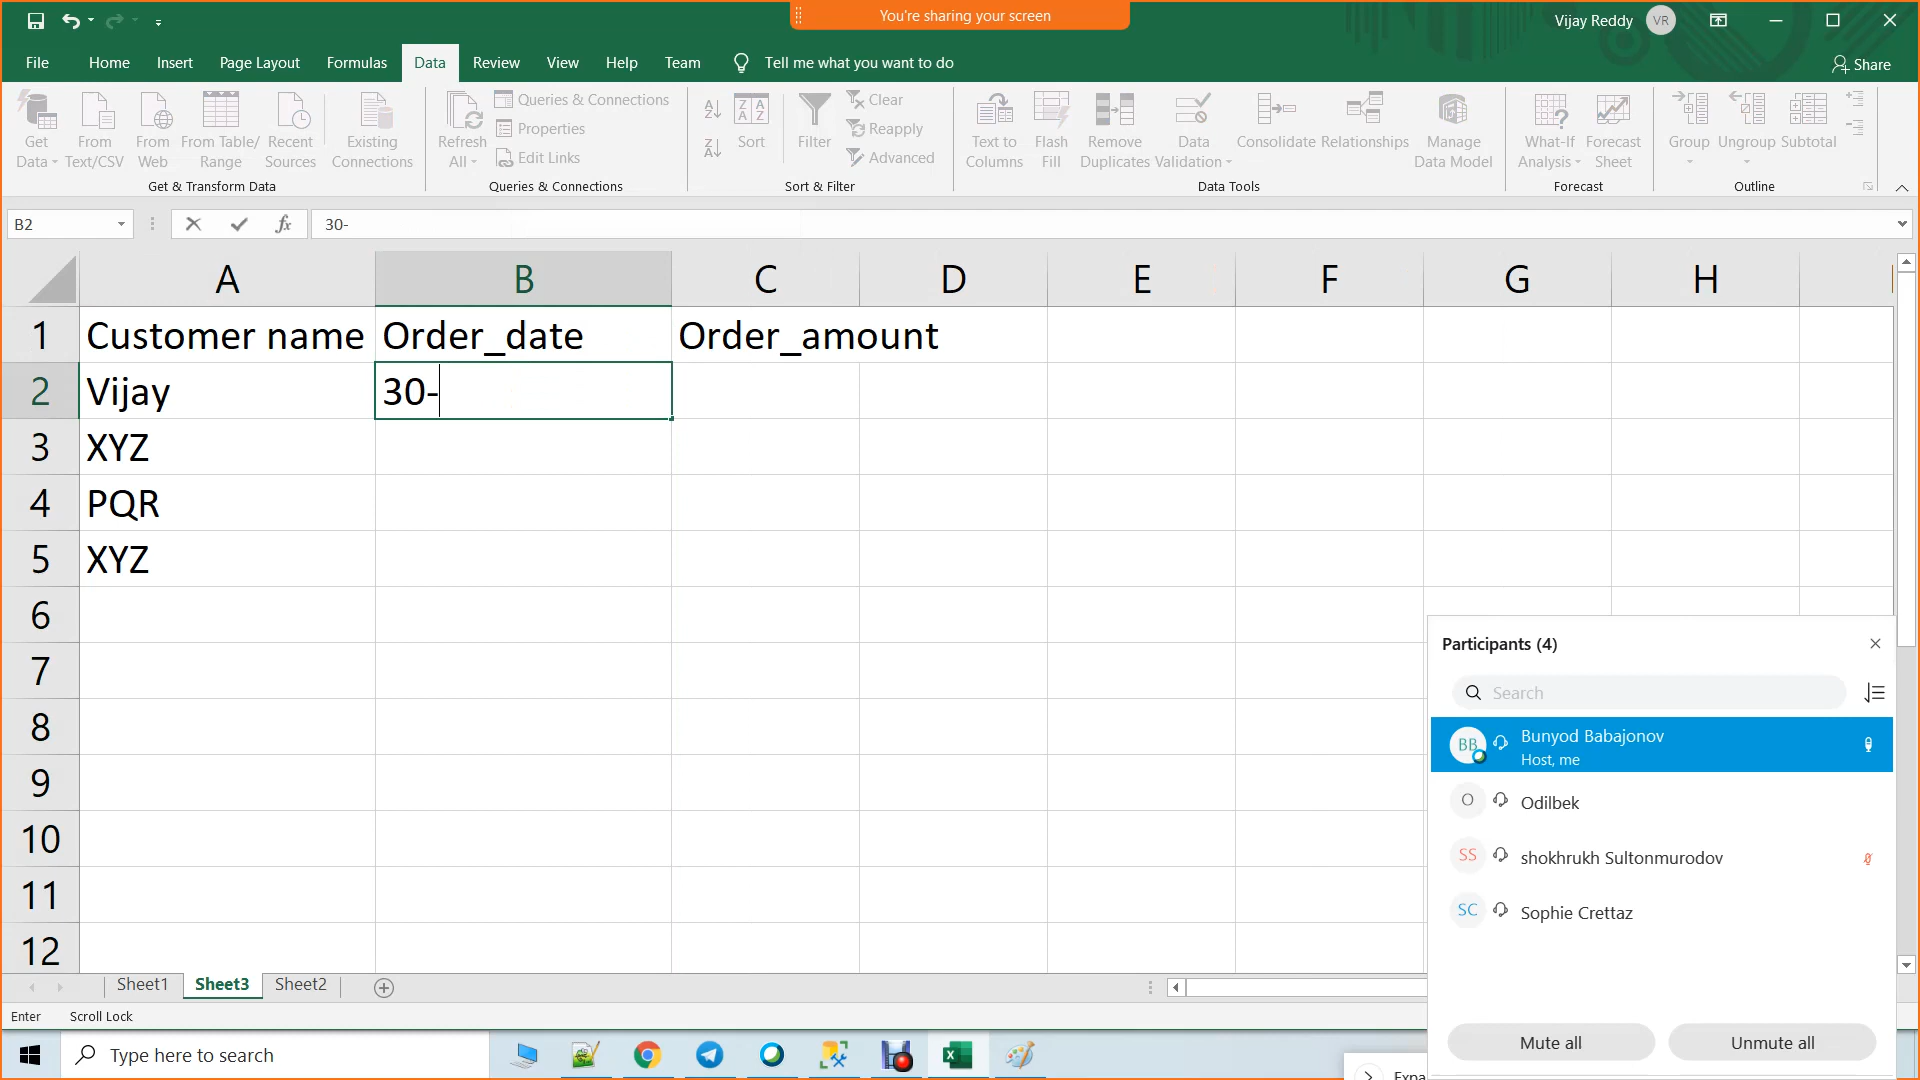 You're sharing your screen
Vijay Reddy VR
File Home Insert Page Layout Formulas Data Review View Help Team Tell me what you want to do Share
Get Data
From Text/CSV
From Web
From Table/ Range
Recent Sources
Existing Connections
Get & Transform Data
Refresh All
Queries & Connections
Properties
Edit Links
Queries & Connections
Sort
Filter
Clear
Reapply
Advanced
Sort & Filter
Text to Columns
Flash Fill
Remove Duplicates
Data Validation
Consolidate
Relationships
Manage Data Model
Data Tools
What-If Analysis
Forecast Sheet
Forecast
Group
Ungroup
Subtotal
Outline
B2 fx 30-
A B C D E F G H
1 Customer name Order_date Order_amount
2 Vijay 30-
3 XYZ
4 PQR
5 XYZ
6
7
8
9
10
11
12
Participants (4)
Search
BB Bunyod Babajonov
Host, me
O Odilbek
SS shokhrukh Sultonmurodov
SC Sophie Crettaz
Mute all Unmute all
Sheet1 Sheet3 Sheet2
Enter Scroll Lock
Type here to search